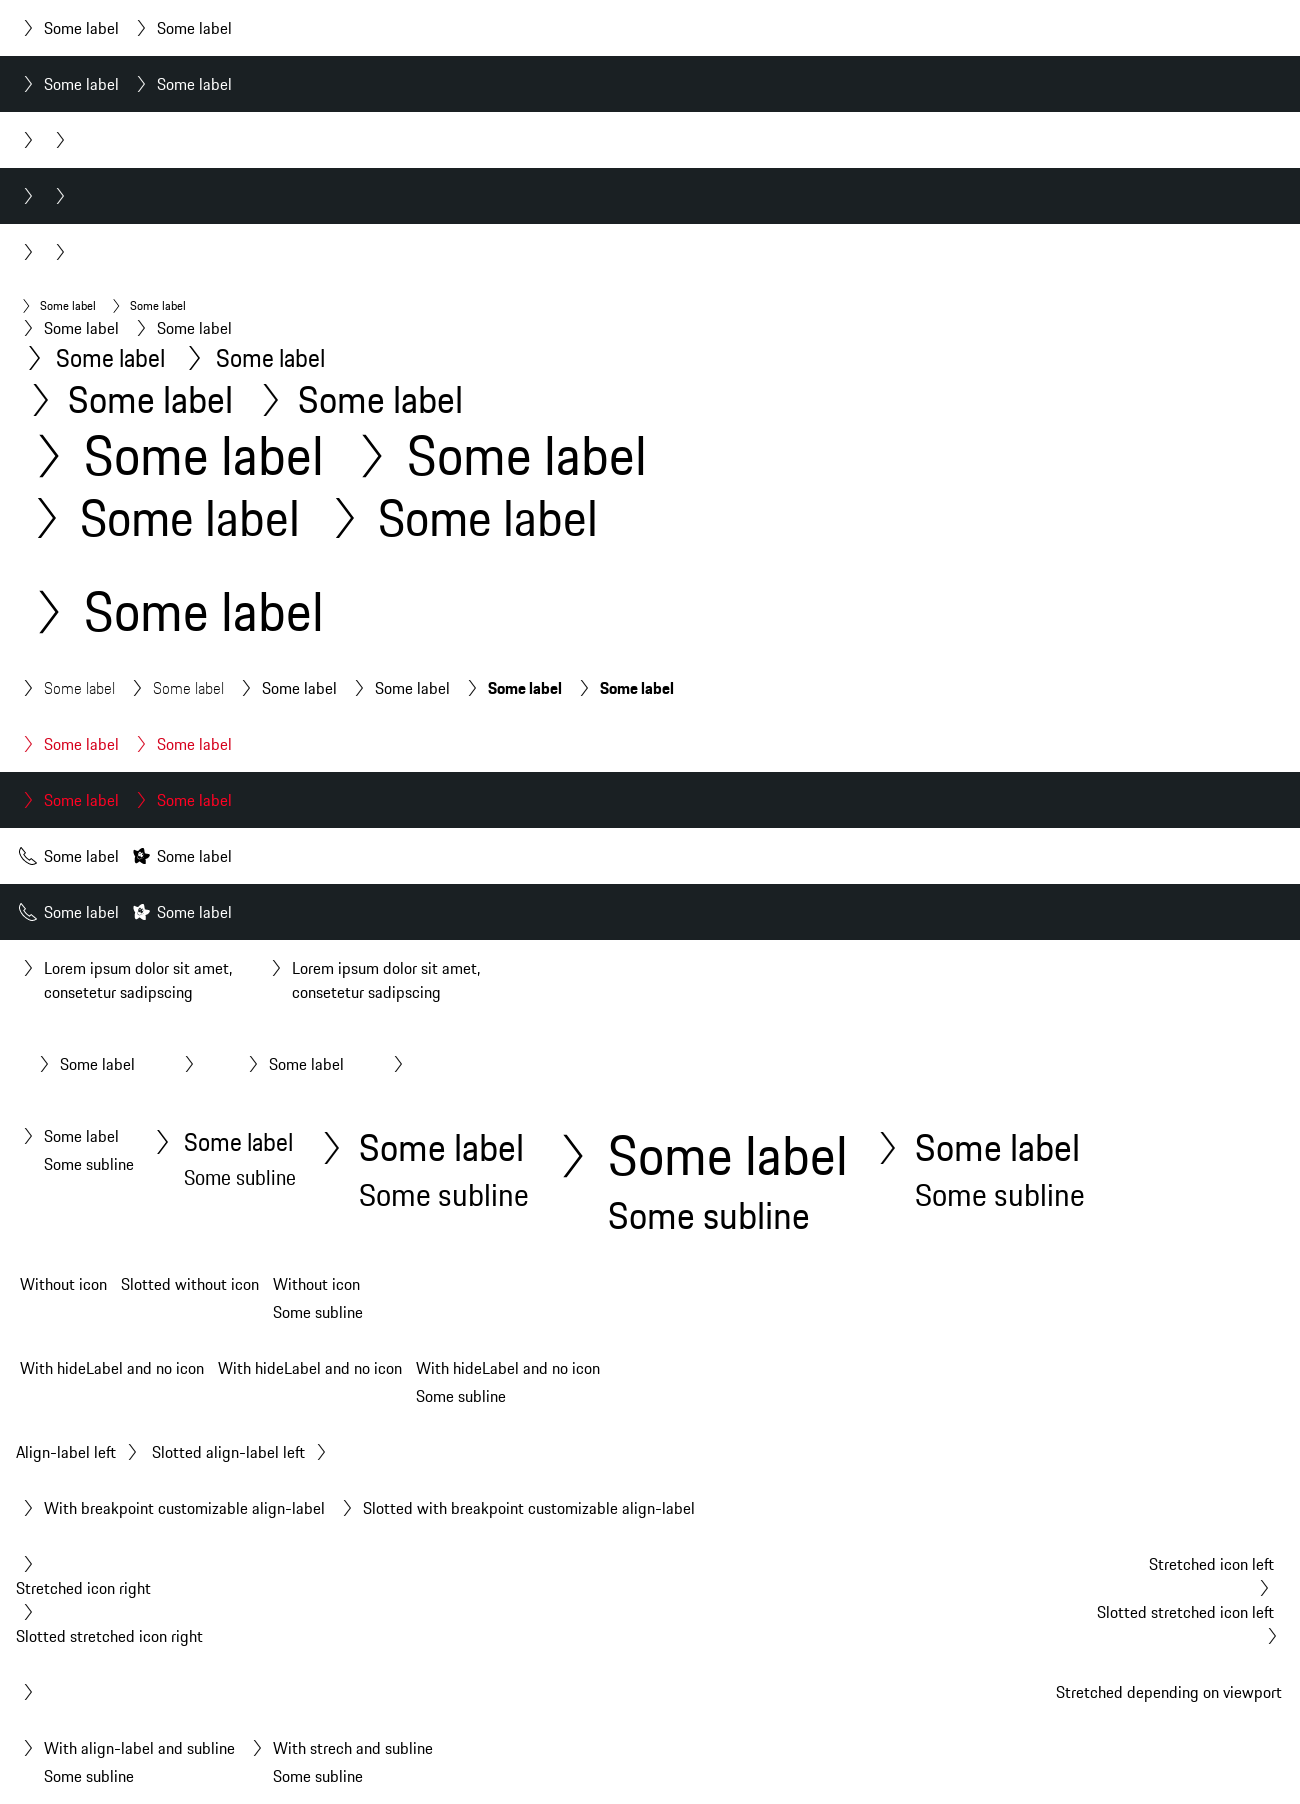 Some label Some label
Some label Some label
Some label Some label
Some label Some label
Some label Some label
Some label Some label
Some label Some label
Some label Some label
Some label
Some label Some label Some label Some label Some label Some label
Some label Some label
Some label Some label
Some label Some label
Some label Some label
Lorem ipsum dolor sit amet, Lorem ipsum dolor sit amet,
consetetur sadipscing consetetur sadipscing
Some label Some label
Some label Some label Some label Some label Some label
Some subline Some subline Some subline Some subline Some subline
Without icon Slotted without icon Without icon
Some subline
With hideLabel and no icon With hideLabel and no icon With hideLabel and no icon
Some subline
Align-label left Slotted align-label left
With breakpoint customizable align-label Slotted with breakpoint customizable align-label
Stretched icon left
Stretched icon right
Slotted stretched icon left
Slotted stretched icon right
Stretched depending on viewport
With align-label and subline With strech and subline
Some subline Some subline